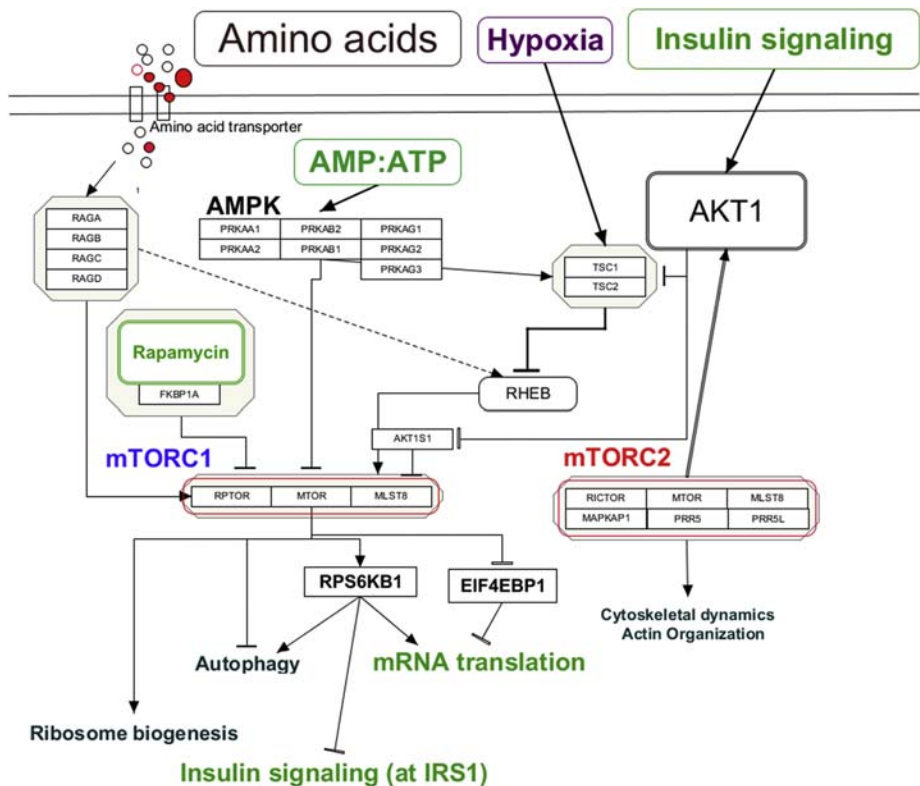 Amino acids
Hypoxia
Insulin signaling
Amino acid transporter
1
AMP:ATP
AMPK
PRKAA1 PRKAB2 PRKAG1
PRKAA2 PRKAB1 PRKAG2
PRKAG3
AKT1
RAGA
RAGB
RAGC
RAGD
TSC1
TSC2
Rapamycin
FKBP1A
RHEB
AKT1S1
mTORC1
mTORC2
RPTOR MTOR MLST8
RICTOR MTOR MLST8
MAPKAP1 PRR5 PRR5L
RPS6KB1
EIF4EBP1
Cytoskeletal dynamics
Actin Organization
Autophagy
mRNA translation
Ribosome biogenesis
Insulin signaling (at IRS1)